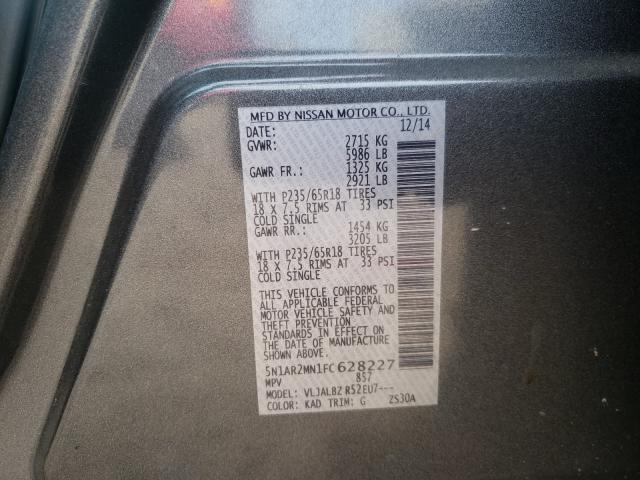 MFD BY NISSAN MOTOR CO., LTD.
DATE: 12/14
GVWR: 2715 KG
5986 LB
GAWR FR.: 1325 KG
2921 LB
WITH P235/65R18 TIRES
18 X 7.5 RIMS AT 33 PSI
COLD SINGLE
GAWR RR.: 1454 KG
3205 LB
WITH P235/65R18 TIRES
18 X 7.5 RIMS AT 33 PSI
COLD SINGLE
THIS VEHICLE CONFORMS TO
ALL APPLICABLE FEDERAL
MOTOR VEHICLE SAFETY AND
THEFT PREVENTION
STANDARDS IN EFFECT ON
THE DATE OF MANUFACTURE
SHOWN ABOVE.
5N1AR2MN1FC628227
MPV 857
MODEL: VLJALBZ R52EU7---
COLOR: KAD TRIM: G ZS30A